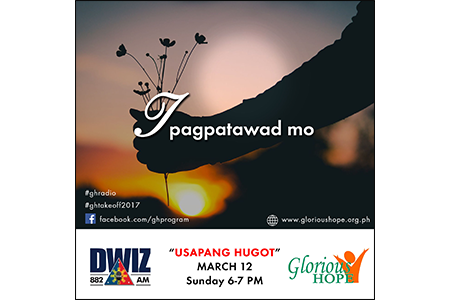 Ipagpatawad mo
#ghradio
#ghtakeoff2017
facebook.com/ghprogram
www.glorioushope.org.ph
DWIZ
882 AM
"USAPANG HUGOT"
MARCH 12
Sunday 6-7 PM
Glorious
HOPE